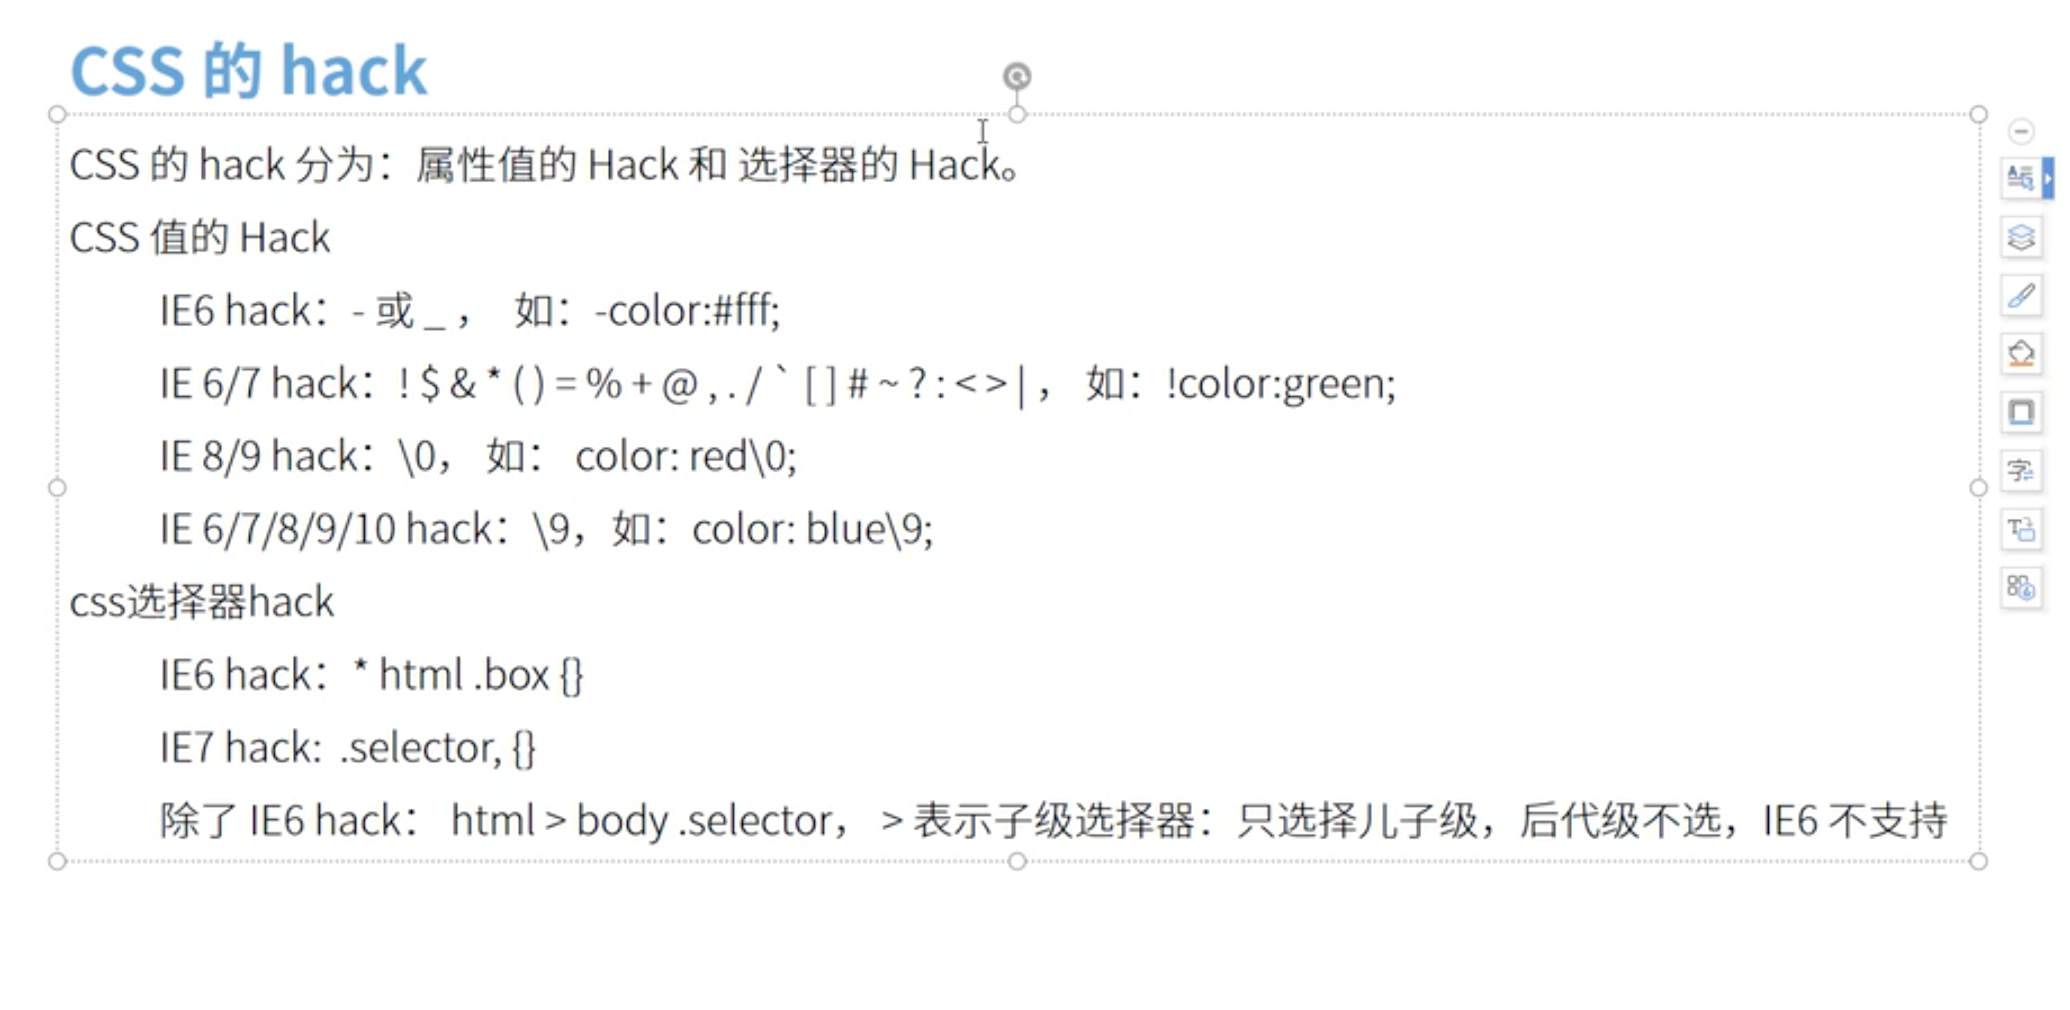 CSS 的 hack
CSS 的 hack 分为：属性值的 Hack 和 选择器的 Hack。
CSS 值的 Hack
IE6 hack：- 或 _ ， 如：-color:#fff;
IE 6/7 hack：! $ & * ( ) = % + @ , . / ` [ ] # ~ ? : < > | ， 如：!color:green;
IE 8/9 hack：\0， 如： color: red\0;
IE 6/7/8/9/10 hack：\9，如：color: blue\9;
css选择器hack
IE6 hack：* html .box {}
IE7 hack: .selector, {}
除了 IE6 hack： html > body .selector， > 表示子级选择器：只选择儿子级，后代级不选，IE6 不支持